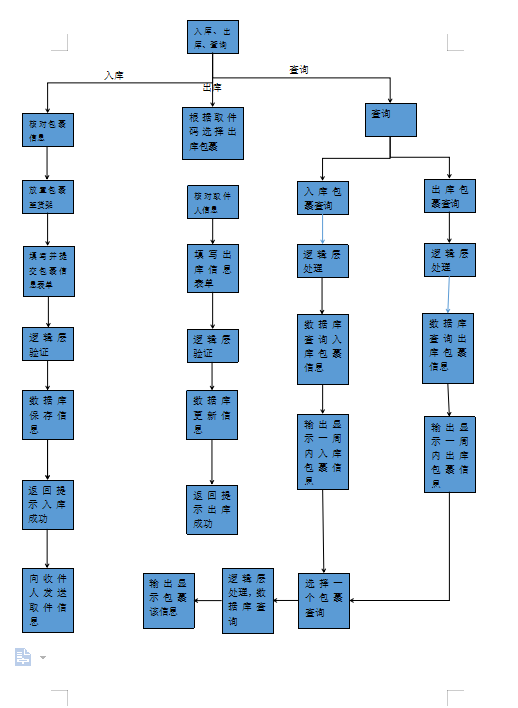 入库、出
库、查询
入库
出库
查询
核对包裹
信息
放置包裹
至货架
填写并提
交包裹信
息表单
逻辑层
验证
数据库
保存信
息
返回提
示入库
成功
向收件
人发送
取件信
息
根据取件
码选择出
库包裹
核对取件
人信息
填写出
库信息
表单
逻辑层
验证
数据库
更新信
息
返回提
示出库
成功
查询
入库包
裹查询
逻辑层
处理
数据库
查询入
库包裹
信息
输出显
示一周
内入库
包裹信
息
出库包
裹查询
逻辑层
处理
数据库
查询出
库包裹
信息
输出显
示一周
内出库
包裹信
息
选择一
个包裹
查询
逻辑层
处理，数
据库查
询
输出显
示包裹
该信息